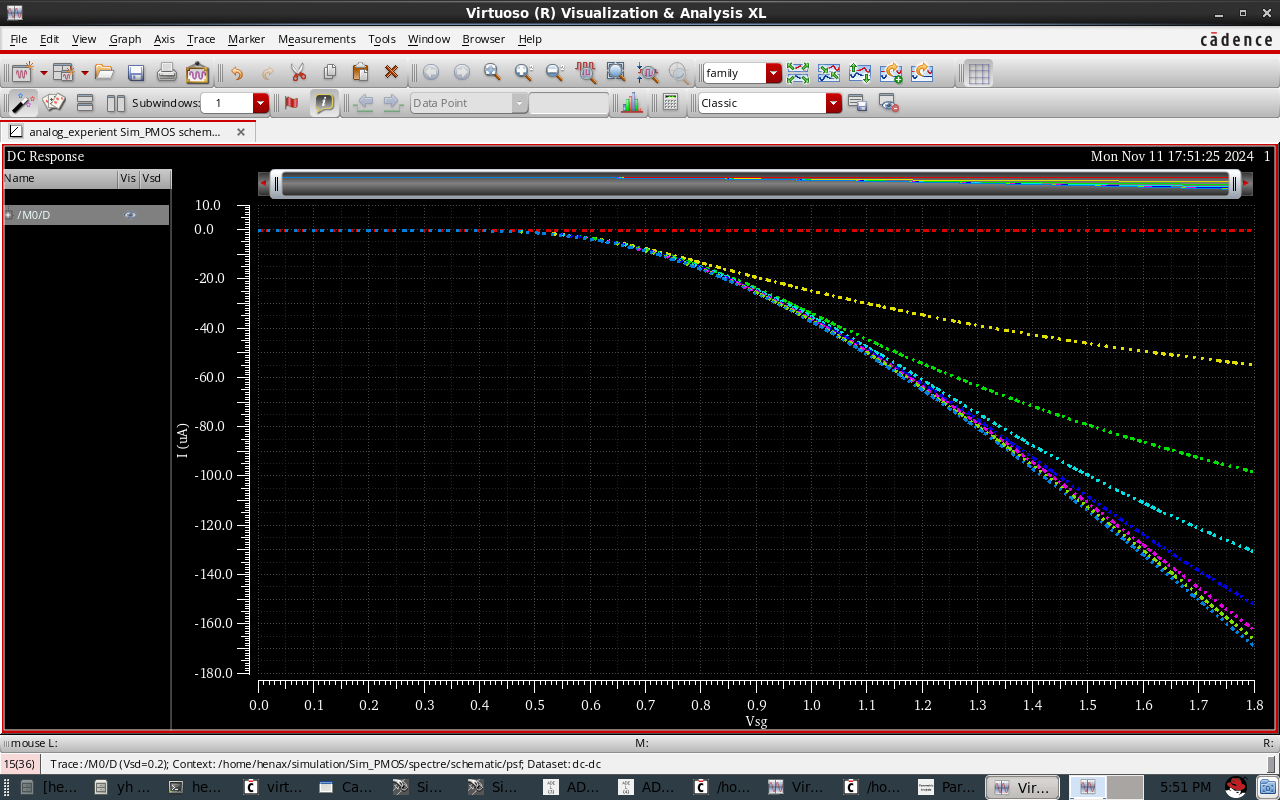 Virtuoso (R) Visualization & Analysis XL
File Edit View Graph Axis Trace Marker Measurements Tools Window Browser Help
cādence
family
Subwindows: 1
Data Point
Classic
analog_experient Sim_PMOS schem...
DC Response
Mon Nov 11 17:51:25 2024 1
Name Vis Vsd
/M0/D
10.0
0.0
-20.0
-40.0
-60.0
-80.0
-100.0
-120.0
-140.0
-160.0
-180.0
I (uA)
0.0 0.1 0.2 0.3 0.4 0.5 0.6 0.7 0.8 0.9 1.0 1.1 1.2 1.3 1.4 1.5 1.6 1.7 1.8
Vsg
mouse L: M: R:
15(36) Trace: /M0/D (Vsd=0.2); Context: /home/henax/simulation/Sim_PMOS/spectre/schematic/psf; Dataset: dc-dc
[he... yh ... he... virt... Ca... Si... Si... AD... AD... /ho... Vir... /ho... Par... Vir... 5:51 PM